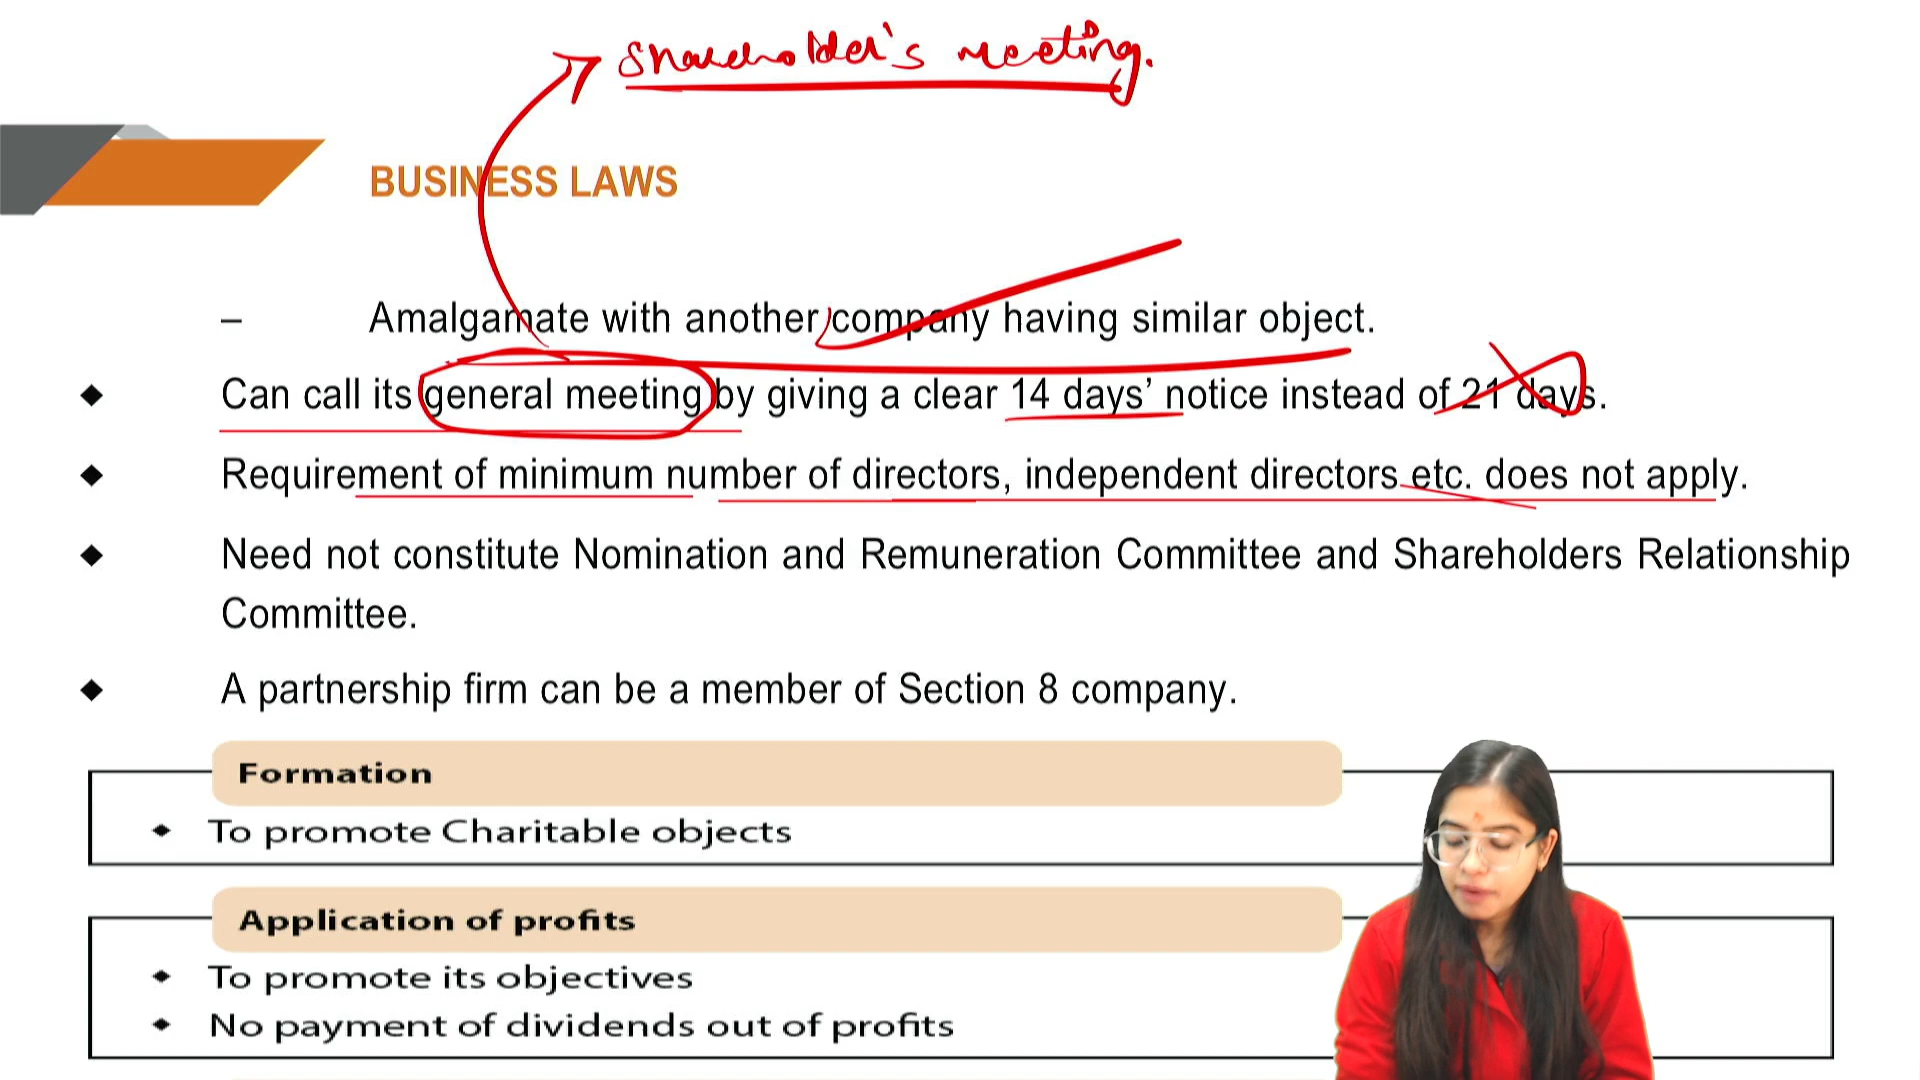 Shareholder's meeting.
BUSINESS LAWS
– Amalgamate with another company having similar object.
◆ Can call its general meeting by giving a clear 14 days' notice instead of 21 days.
◆ Requirement of minimum number of directors, independent directors etc. does not apply.
◆ Need not constitute Nomination and Remuneration Committee and Shareholders Relationship
Committee.
◆ A partnership firm can be a member of Section 8 company.
Formation
◆ To promote Charitable objects
Application of profits
◆ To promote its objectives
◆ No payment of dividends out of profits